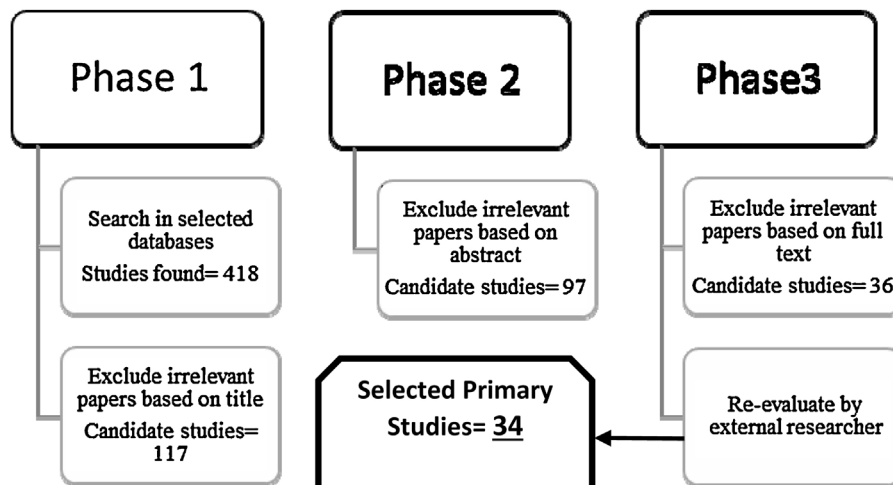 Phase 1
Search in selected
databases
Studies found= 418
Exclude irrelevant
papers based on title
Candidate studies=
117
Phase 2
Exclude irrelevant
papers based on
abstract
Candidate studies= 97
Phase3
Exclude irrelevant
papers based on full
text
Candidate studies= 36
Re-evaluate by
external researcher
Selected Primary
Studies= 34